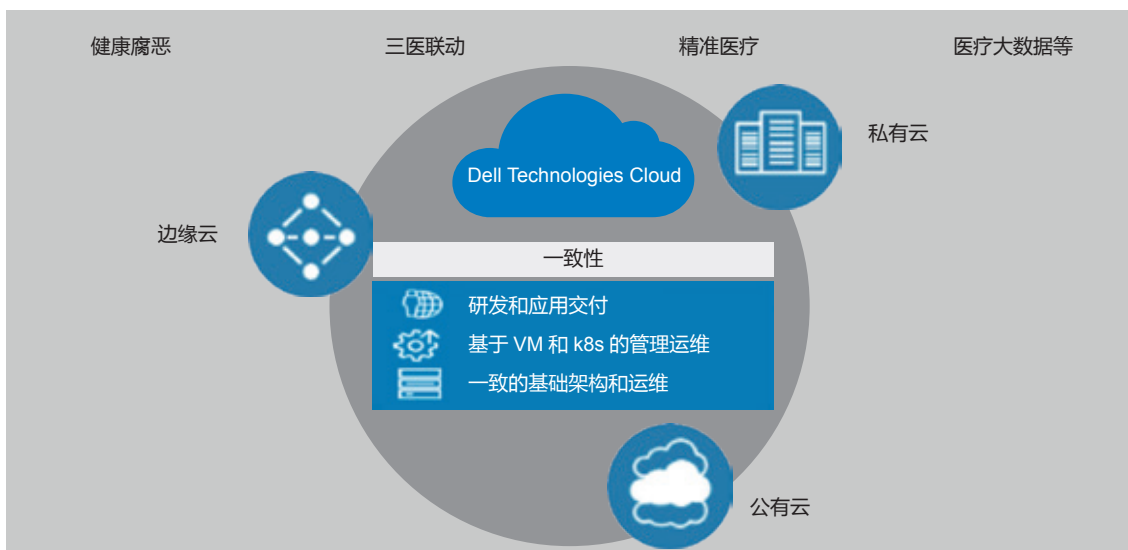 健康腐恶
三医联动
精准医疗
医疗大数据等
私有云
Dell Technologies Cloud
边缘云
一致性
研发和应用交付
基于 VM 和 k8s 的管理运维
一致的基础架构和运维
公有云